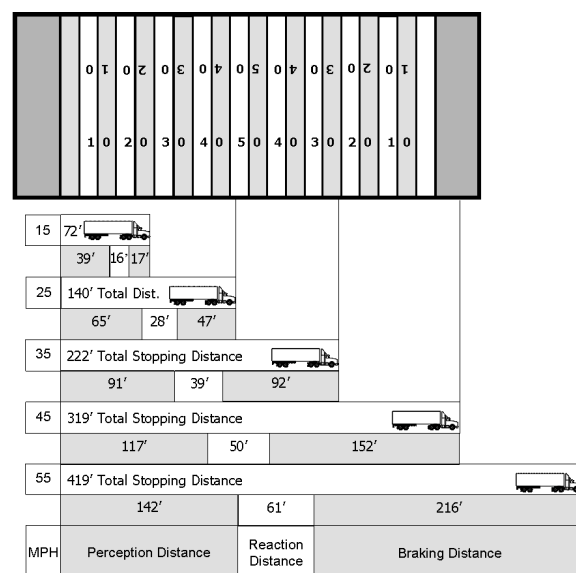 0 1 0 2 0 3 0 4 0 5 0 4 0 3 0 2 0 1
1 0 2 0 3 0 4 0 5 0 4 0 3 0 2 0 1 0
15 72′
39′ 16′ 17′
25 140′ Total Dist.
65′ 28′ 47′
35 222′ Total Stopping Distance
91′ 39′ 92′
45 319′ Total Stopping Distance
117′ 50′ 152′
55 419′ Total Stopping Distance
142′ 61′ 216′
MPH Perception Distance Reaction Distance Braking Distance